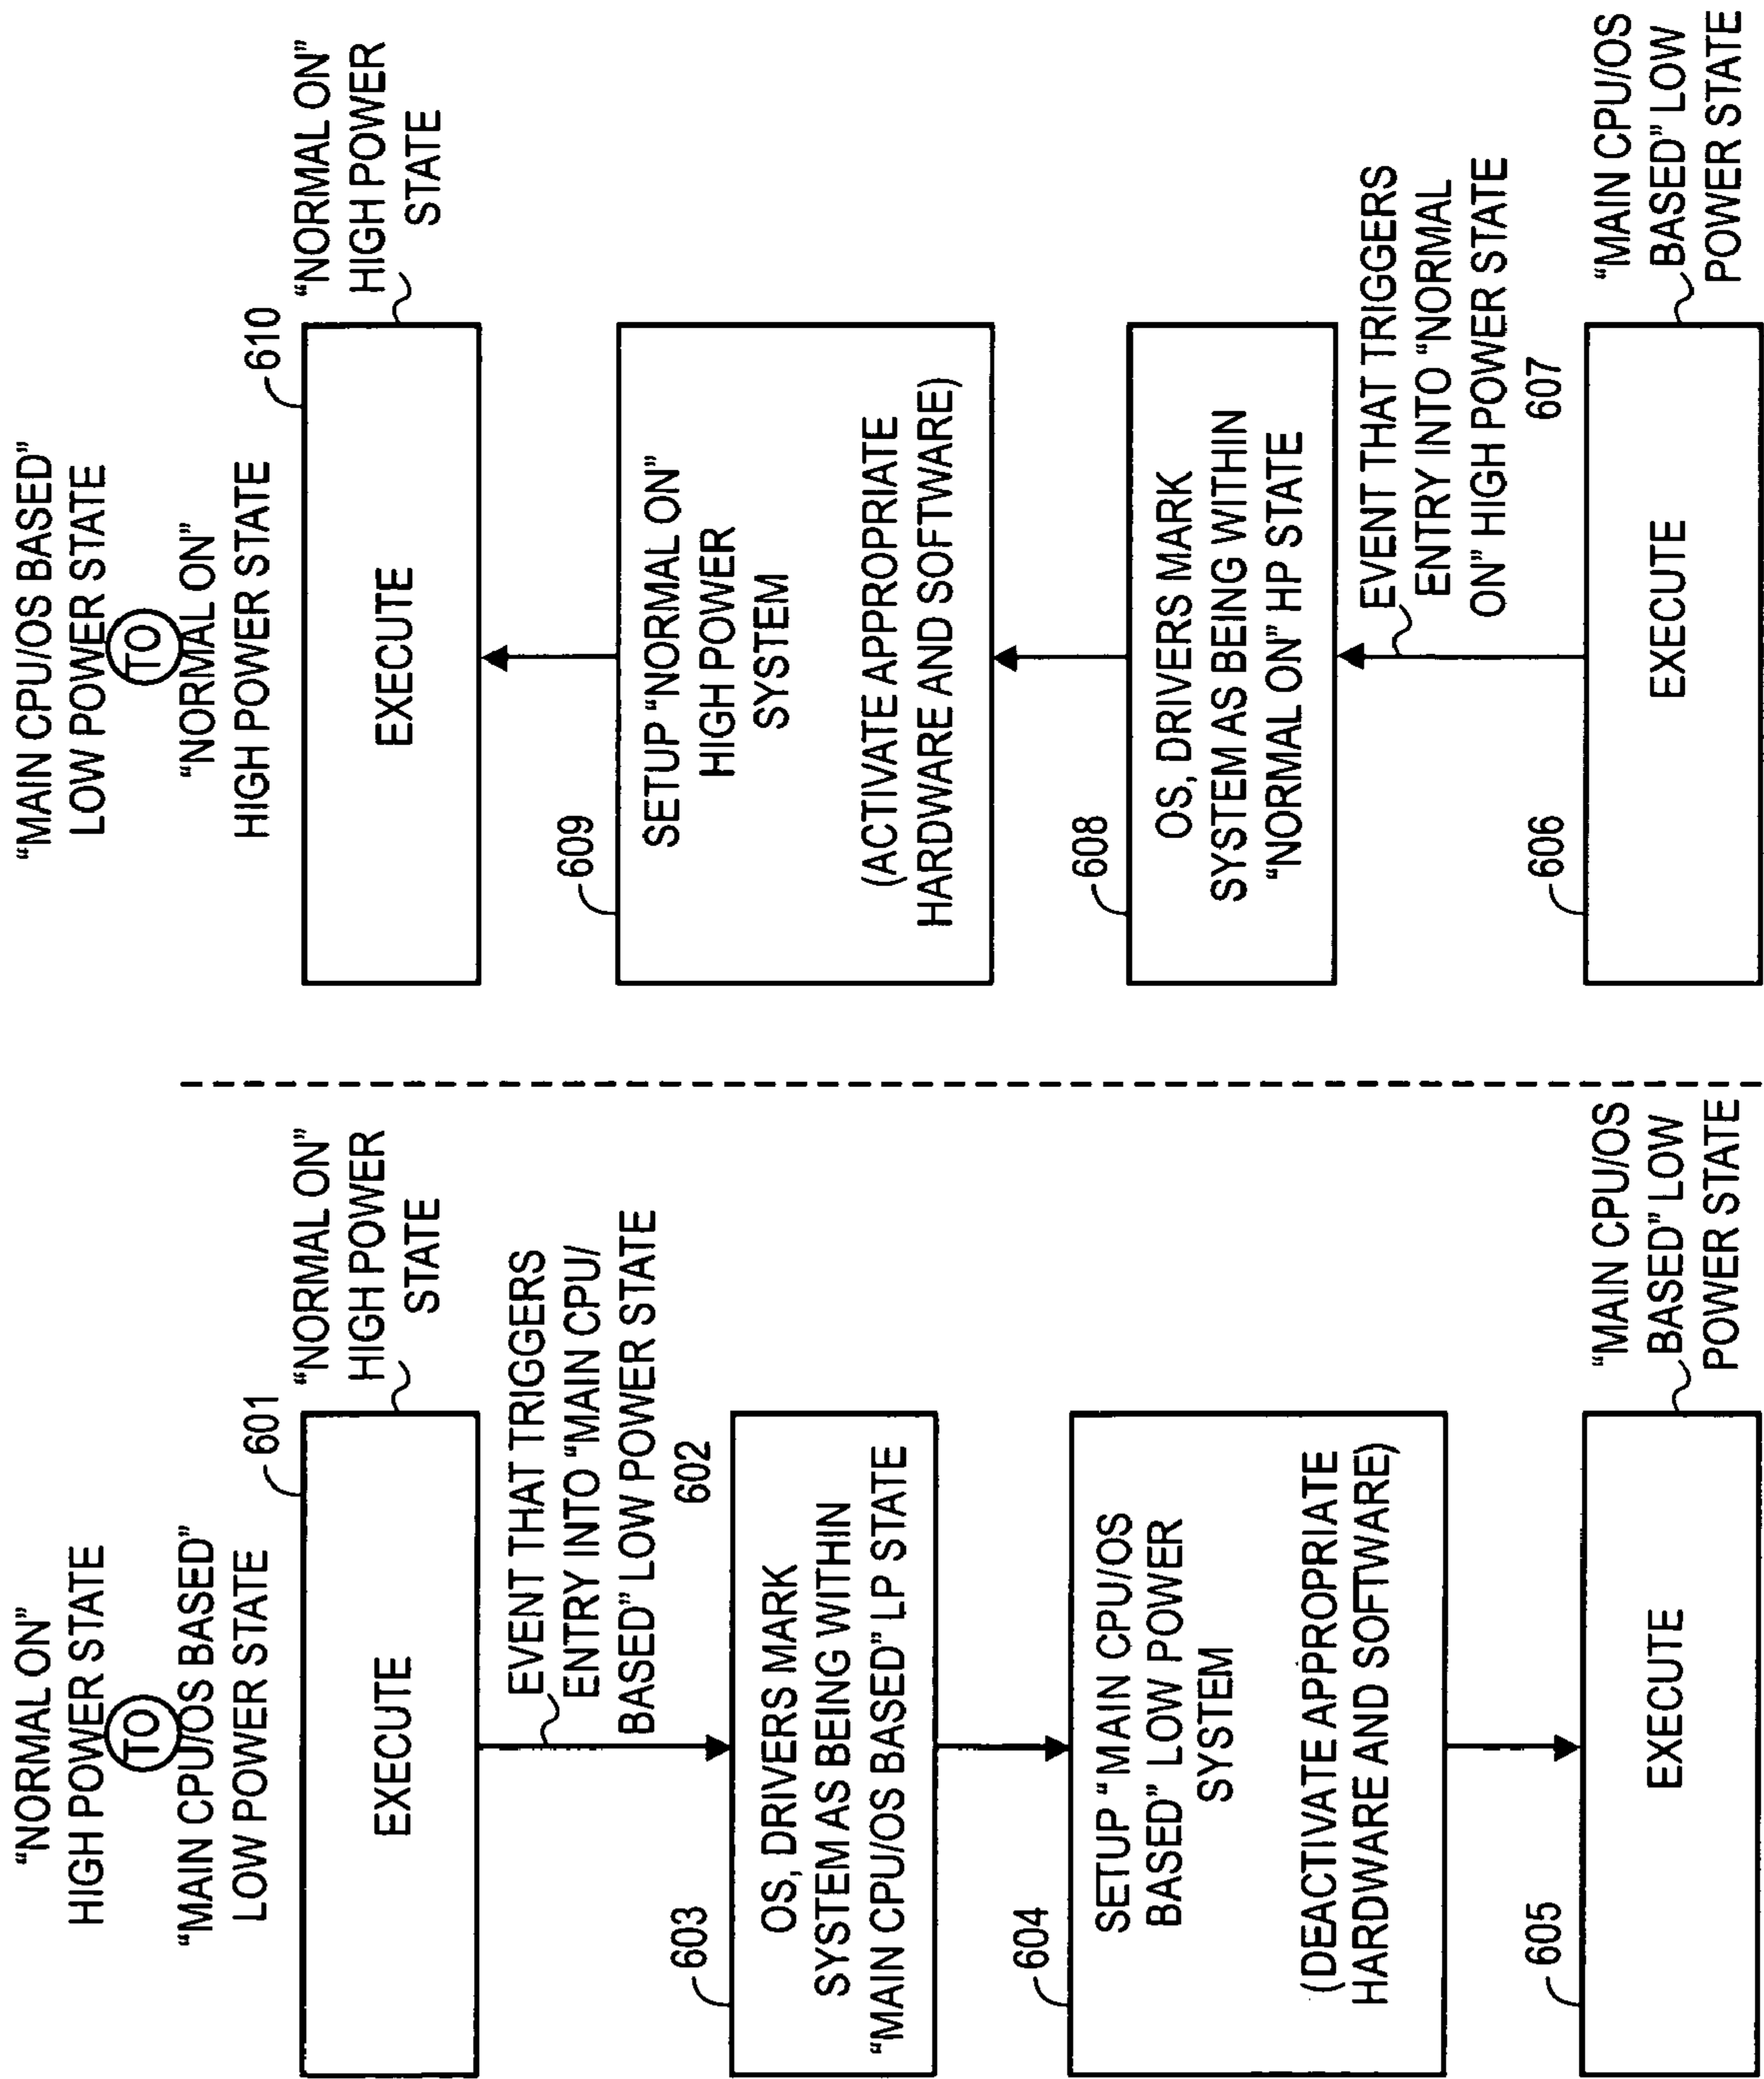 "NORMAL ON"
HIGH POWER STATE
TO
"MAIN CPU/OS BASED"
LOW POWER STATE
601
EXECUTE
"NORMAL ON"
HIGH POWER
STATE
EVENT THAT TRIGGERS
ENTRY INTO "MAIN CPU/
BASED" LOW POWER STATE
602
603
OS, DRIVERS MARK
SYSTEM AS BEING WITHIN
"MAIN CPU/OS BASED" LP STATE
604
SETUP "MAIN CPU/OS
BASED" LOW POWER
SYSTEM
(DEACTIVATE APPROPRIATE
HARDWARE AND SOFTWARE)
605
EXECUTE
"MAIN CPU/OS
BASED" LOW
POWER STATE
"MAIN CPU/OS BASED"
LOW POWER STATE
TO
"NORMAL ON"
HIGH POWER STATE
610
EXECUTE
"NORMAL ON"
HIGH POWER
STATE
609
SETUP "NORMAL ON"
HIGH POWER
SYSTEM
(ACTIVATE APPROPRIATE
HARDWARE AND SOFTWARE)
608
OS, DRIVERS MARK
SYSTEM AS BEING WITHIN
"NORMAL ON" HP STATE
EVENT THAT TRIGGERS
ENTRY INTO "NORMAL
ON" HIGH POWER STATE
607
606
EXECUTE
"MAIN CPU/OS
BASED" LOW
POWER STATE